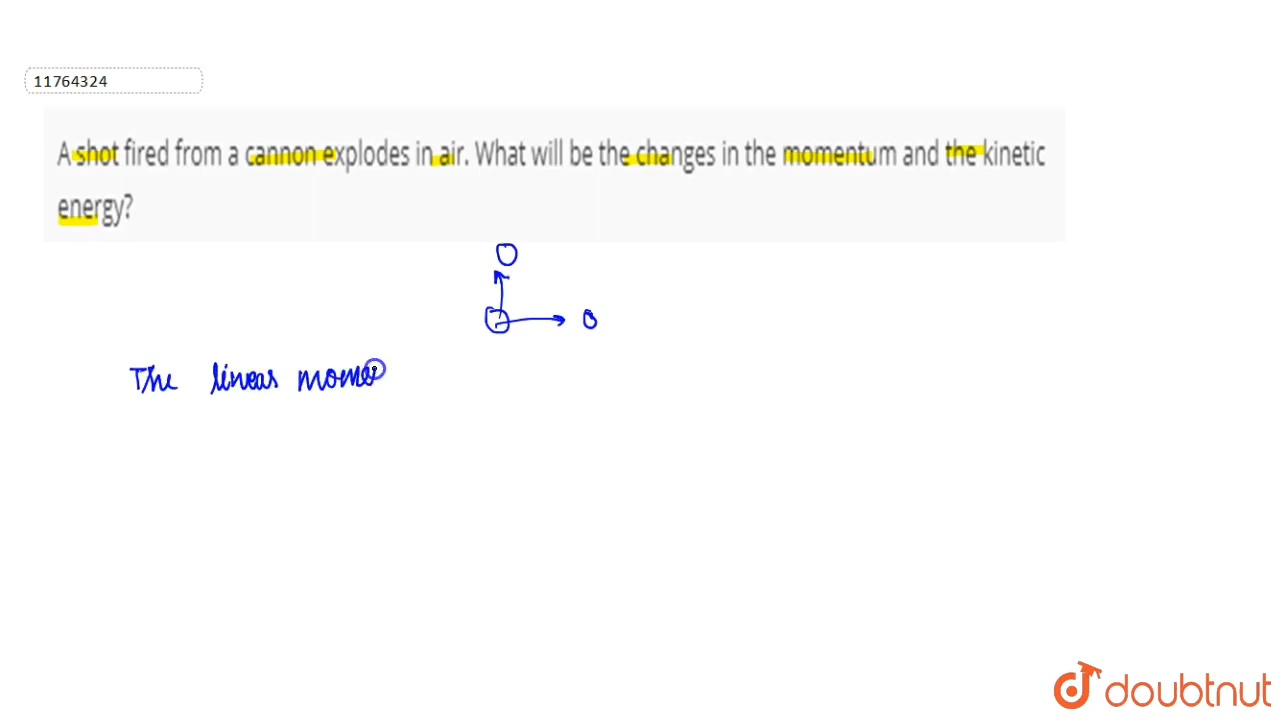 11764324
A shot fired from a cannon explodes in air. What will be the changes in the momentum and the kinetic
energy?
The linear mome
doubtnut